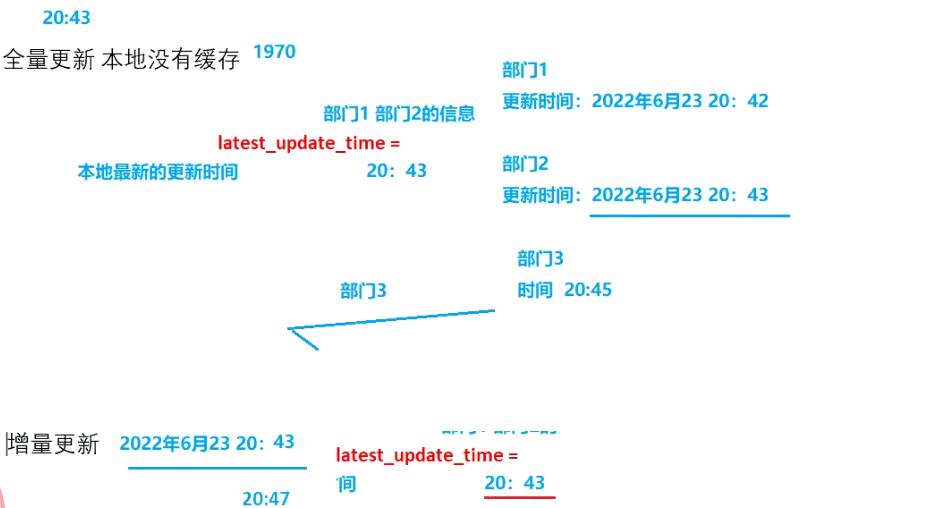 20:43
全量更新 本地没有缓存 1970
部门1
更新时间：2022年6月23 20：42
部门1 部门2的信息
latest_update_time =
本地最新的更新时间 20：43
部门2
更新时间：2022年6月23 20：43
部门3
时间 20:45
部门3
增量更新 2022年6月23 20：43
latest_update_time =
间 20：43
20:47